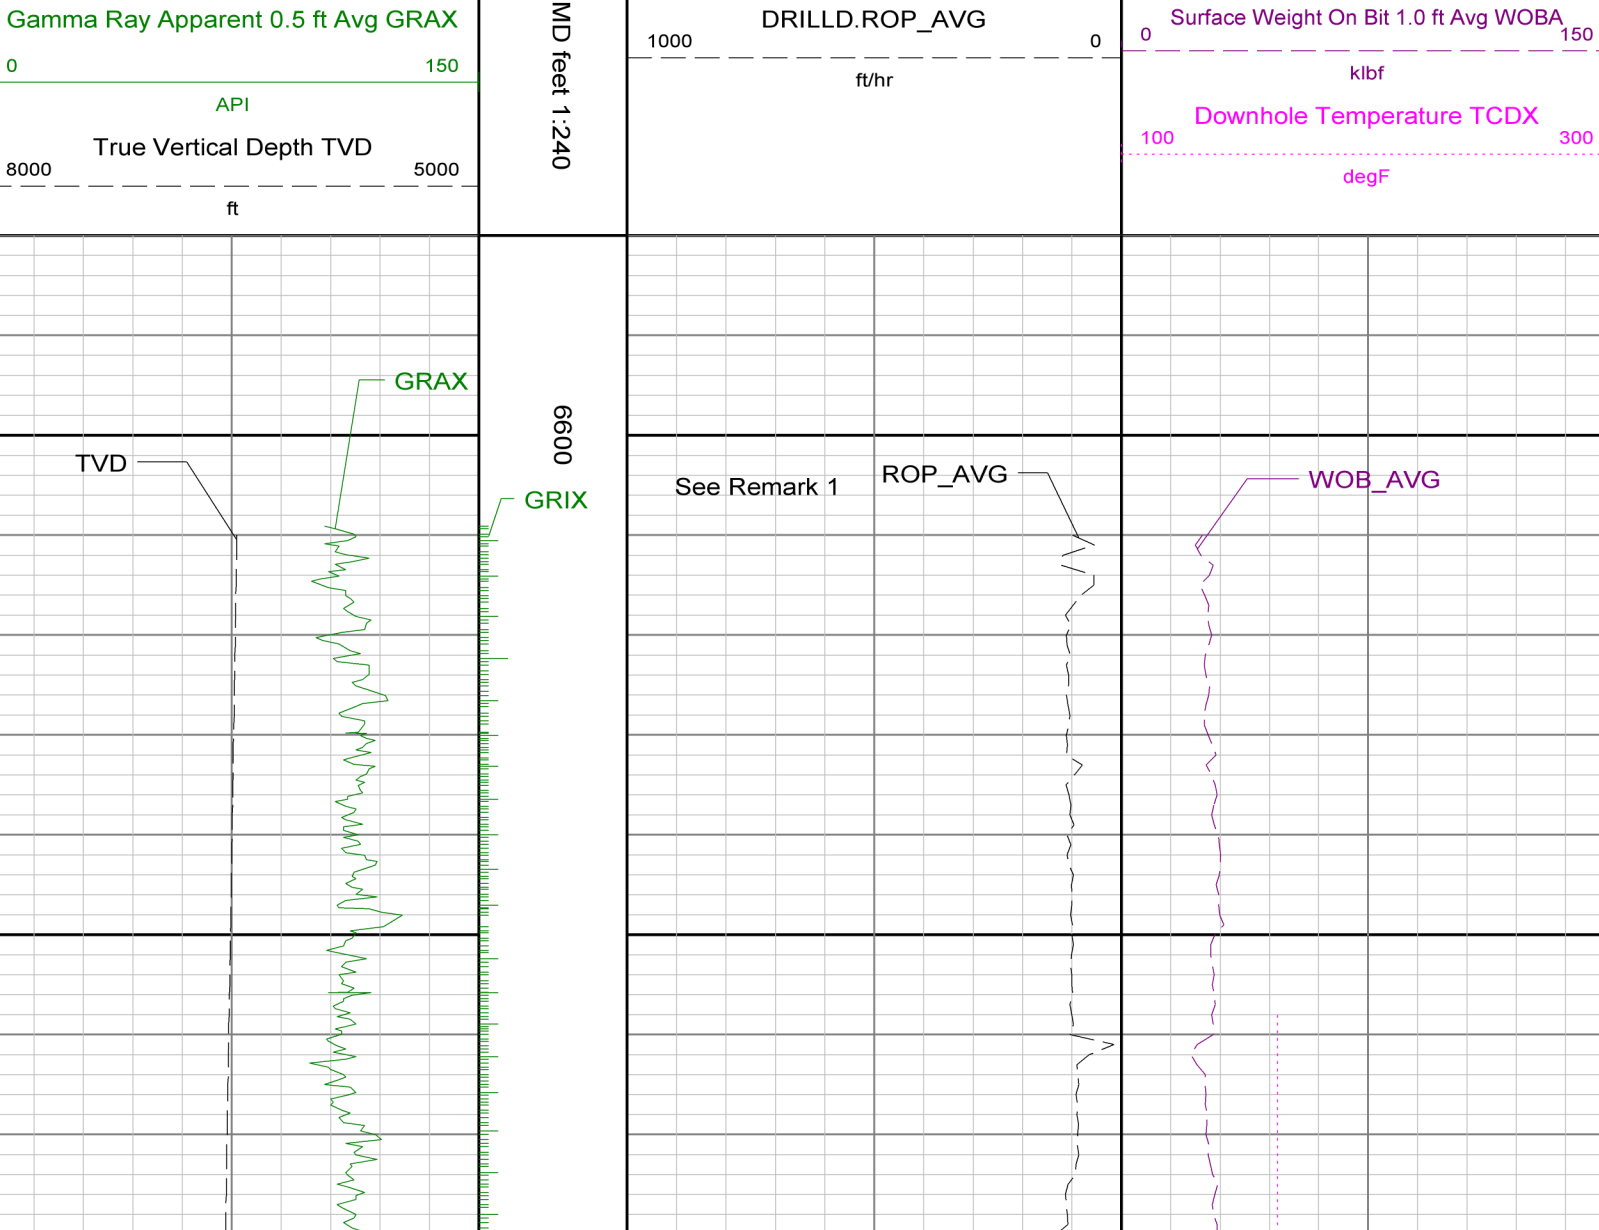 Gamma Ray Apparent 0.5 ft Avg GRAX
0 150
API
True Vertical Depth TVD
8000 5000
ft
MD feet 1:240
DRILLD.ROP_AVG
1000 0
ft/hr
Surface Weight On Bit 1.0 ft Avg WOBA
0 150
klbf
Downhole Temperature TCDX
100 300
degF
GRAX
TVD
6600
GRIX
See Remark 1
ROP_AVG
WOB_AVG